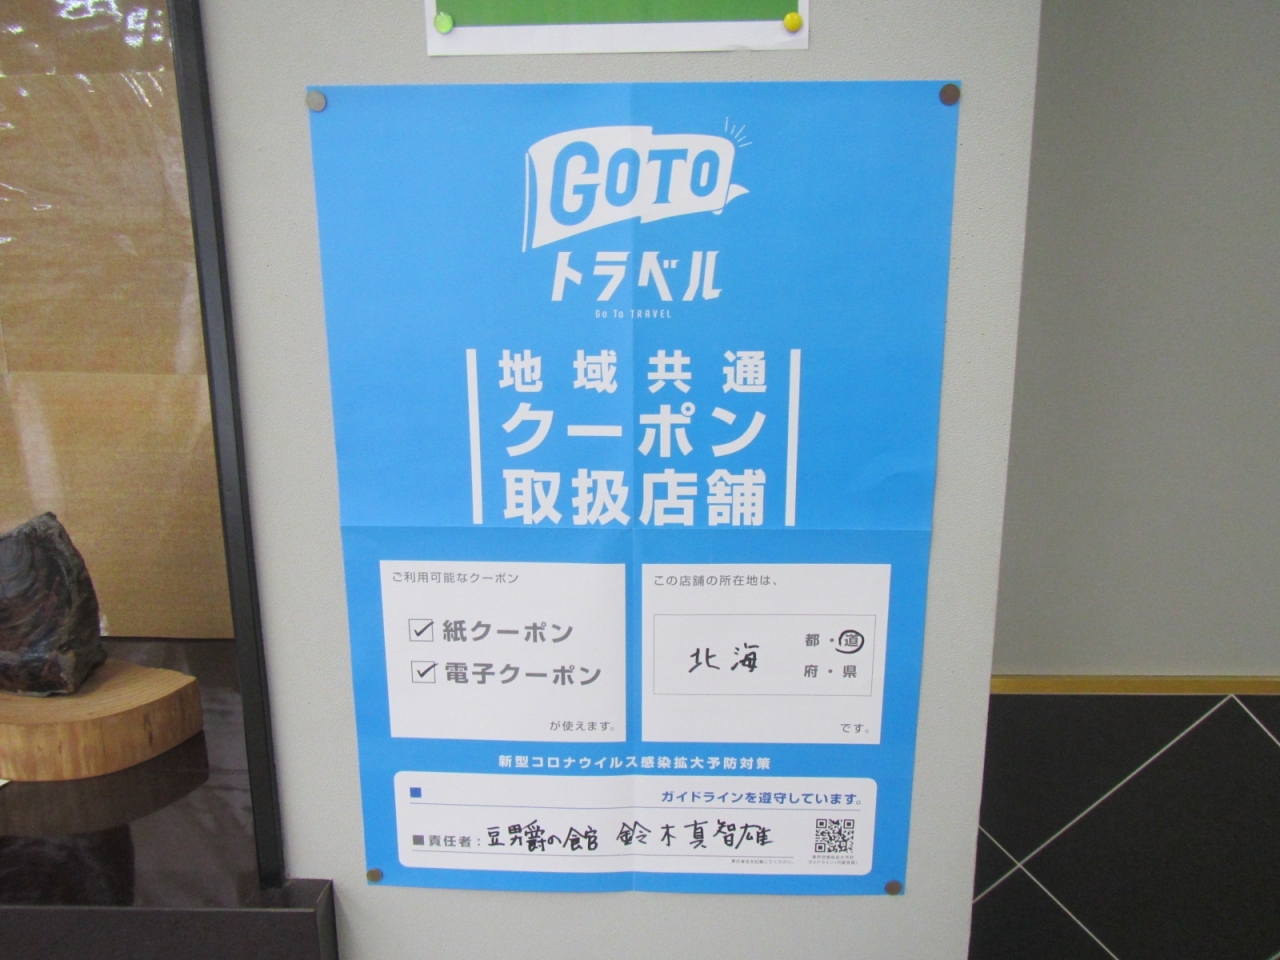 GOTO
トラベル
Go To TRAVEL
地域共通
クーポン
取扱店舗
ご利用可能なクーポン
紙クーポン
電子クーポン
が使えます。
この店舗の所在地は、
北海
都・道
府・県
です。
新型コロナウイルス感染拡大予防対策
ガイドラインを遵守しています。
■責任者：豆男爵の會官 鈴木真智雄